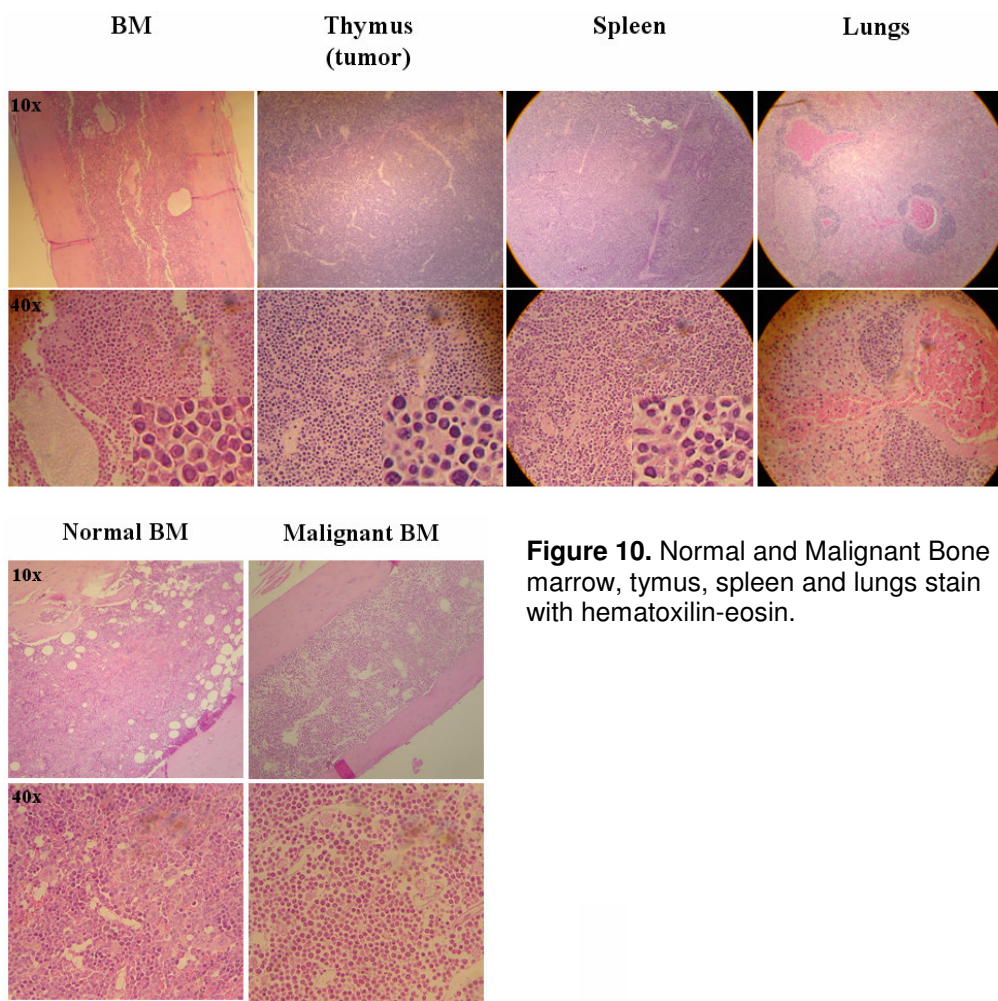 BM
Thymus
(tumor)
Spleen
Lungs
10x
40x
Normal BM
Malignant BM
10x
40x
Figure 10. Normal and Malignant Bone
marrow, tymus, spleen and lungs stain
with hematoxilin-eosin.